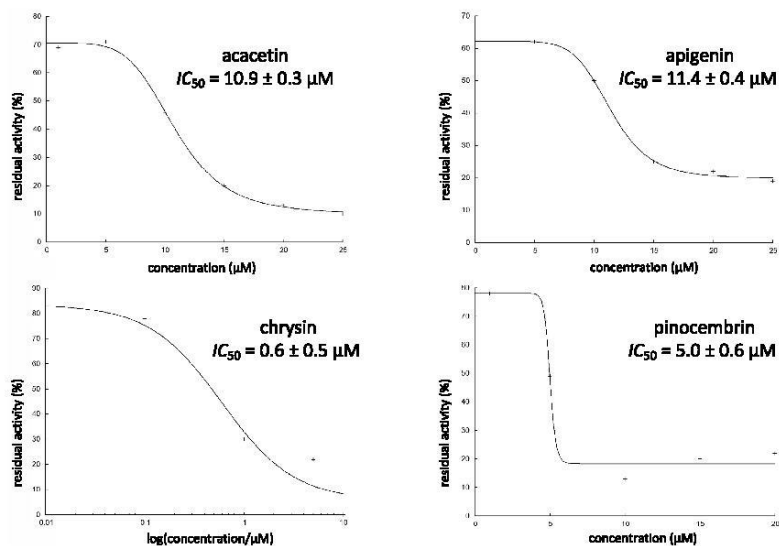 acacetin
IC50 = 10.9 ± 0.3 µM
residual activity (%)
80
70
60
50
40
30
20
10
0
0 5 10 15 20 25
concentration (µM)
apigenin
IC50 = 11.4 ± 0.4 µM
residual activity (%)
70
60
50
40
30
20
10
0
0 5 10 15 20 25
concentration (µM)
chrysin
IC50 = 0.6 ± 0.5 µM
residual activity (%)
90
80
70
60
50
40
30
20
10
0
0.01 0.1 1 10
log(concentration/µM)
pinocembrin
IC50 = 5.0 ± 0.6 µM
residual activity (%)
80
70
60
50
40
30
20
10
0
0 5 10 15 20
concentration (µM)